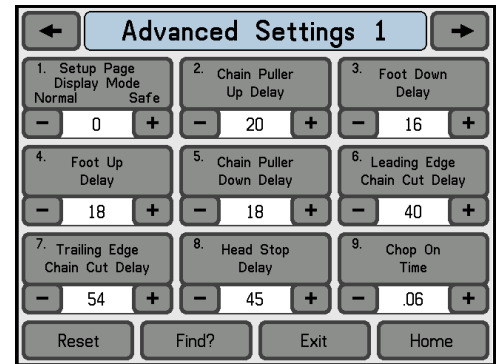 ← Advanced Settings 1 →
1. Setup Page
Display Mode
Normal Safe
- 0 +
2. Chain Puller
Up Delay
- 20 +
3. Foot Down
Delay
- 16 +
4. Foot Up
Delay
- 18 +
5. Chain Puller
Down Delay
- 18 +
6. Leading Edge
Chain Cut Delay
- 40 +
7. Trailing Edge
Chain Cut Delay
- 54 +
8. Head Stop
Delay
- 45 +
9. Chop On
Time
- .06 +
Reset Find? Exit Home